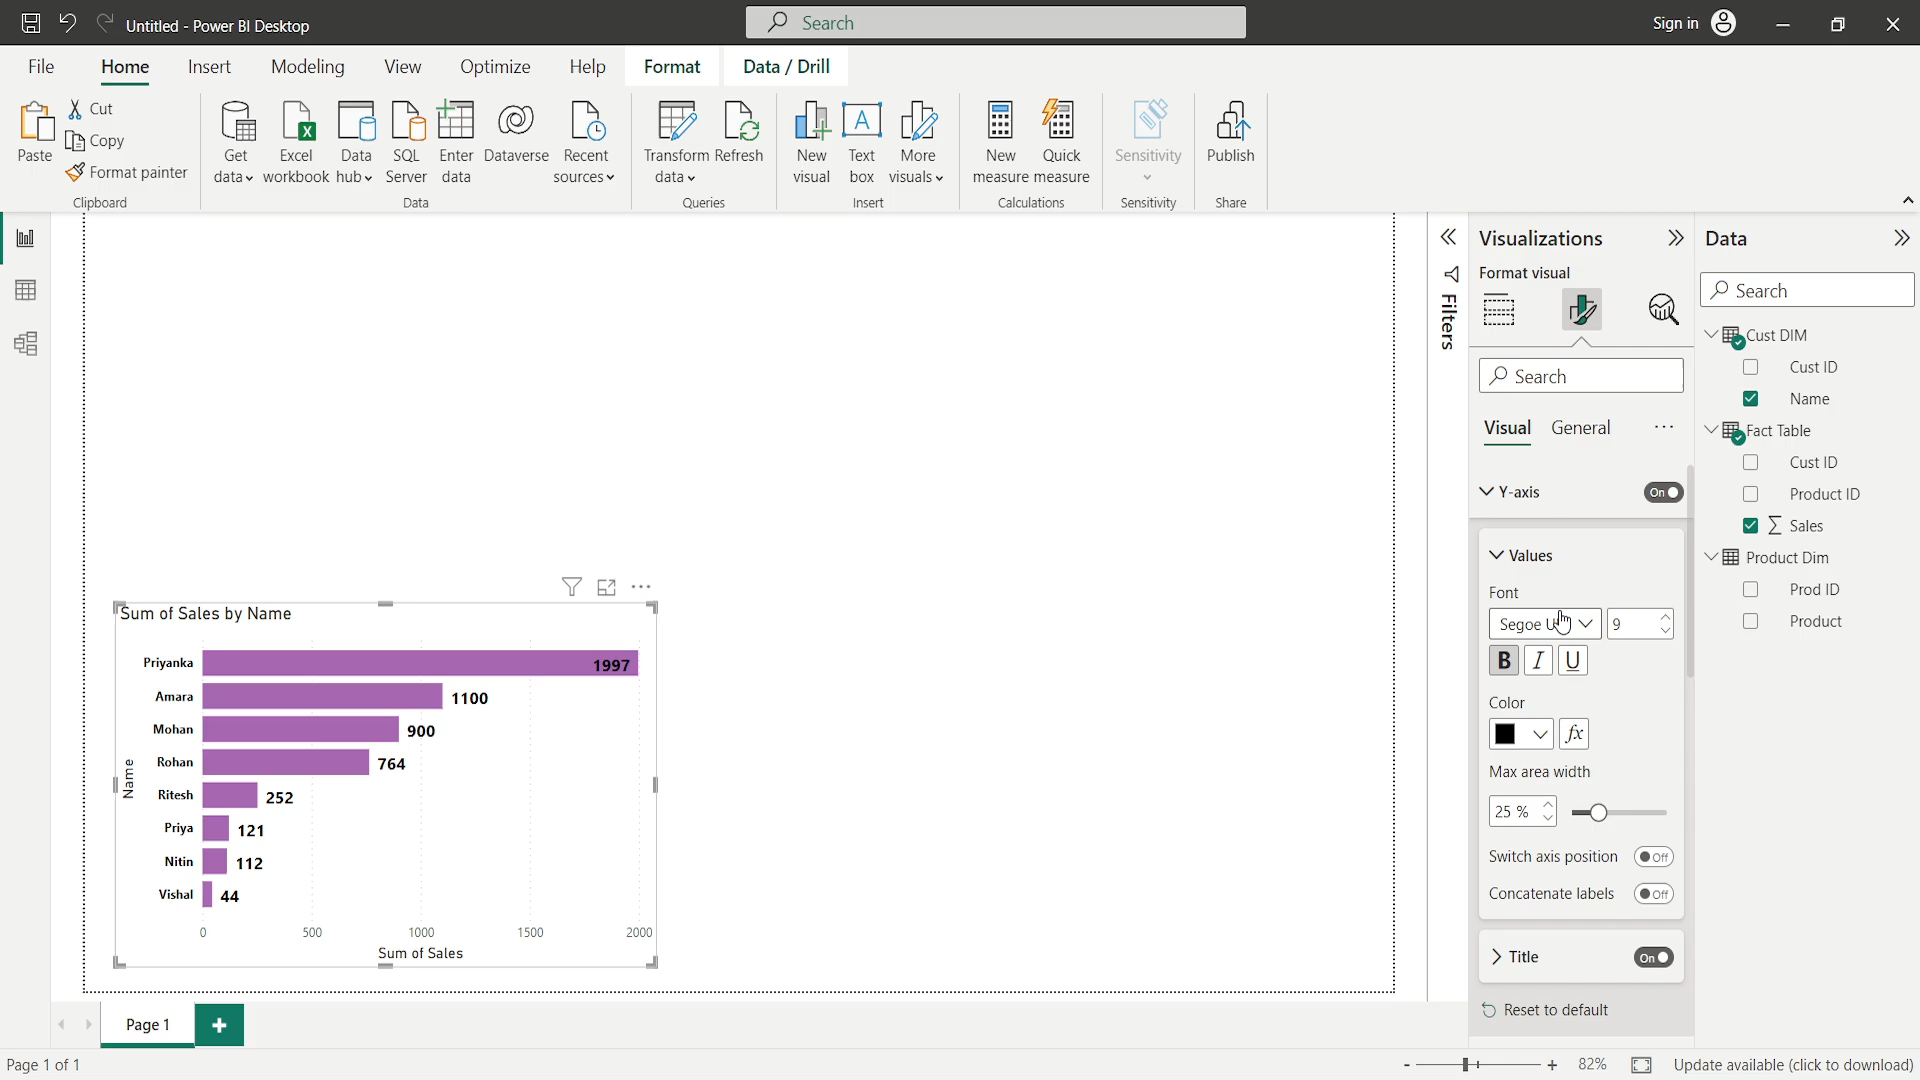 Untitled - Power BI Desktop
Search
Sign in
File
Home
Insert
Modeling
View
Optimize
Help
Format
Data / Drill
Paste
Cut
Copy
Format painter
Clipboard
Get data
Excel workbook
Data hub
SQL Server
Enter data
Dataverse
Recent sources
Data
Transform data
Refresh
Queries
New visual
Text box
More visuals
Insert
New measure
Quick measure
Calculations
Sensitivity
Sensitivity
Publish
Share
Sum of Sales by Name
Name
Priyanka 1997
Amara 1100
Mohan 900
Rohan 764
Ritesh 252
Priya 121
Nitin 112
Vishal 44
0 500 1000 1500 2000
Sum of Sales
Filters
Visualizations
Format visual
Search
Visual
General
Y-axis On
Values
Font
Segoe U 9
B I U
Color
fx
Max area width
25 %
Switch axis position Off
Concatenate labels Off
Title On
Reset to default
Data
Search
Cust DIM
Cust ID
Name
Fact Table
Cust ID
Product ID
Sales
Product Dim
Prod ID
Product
Page 1
Page 1 of 1
- + 82%
Update available (click to download)